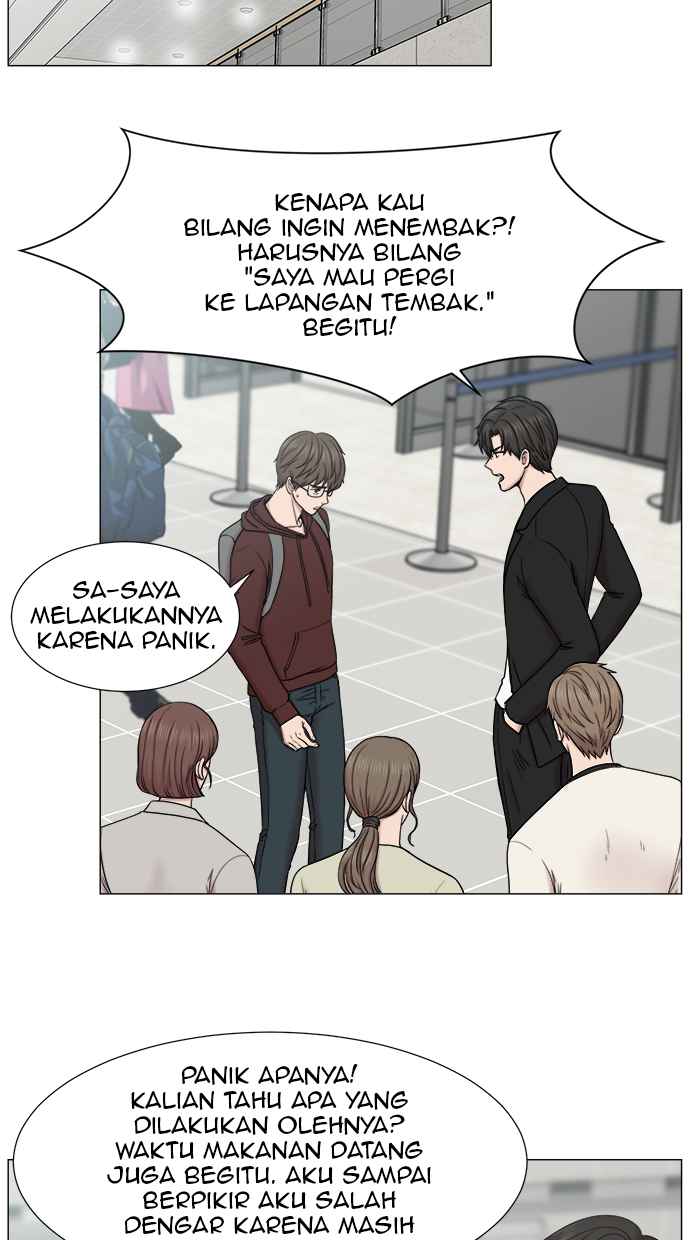 KENAPA KAU
BILANG INGIN MENEMBAK?!
HARUSNYA BILANG
"SAYA MAU PERGI
KE LAPANGAN TEMBAK,"
BEGITU!
SA-SAYA
MELAKUKANNYA
KARENA PANIK.
PANIK APANYA!
KALIAN TAHU APA YANG
DILAKUKAN OLEHNYA?
WAKTU MAKANAN DATANG
JUGA BEGITU. AKU SAMPAI
BERPIKIR AKU SALAH
DENGAR KARENA MASIH